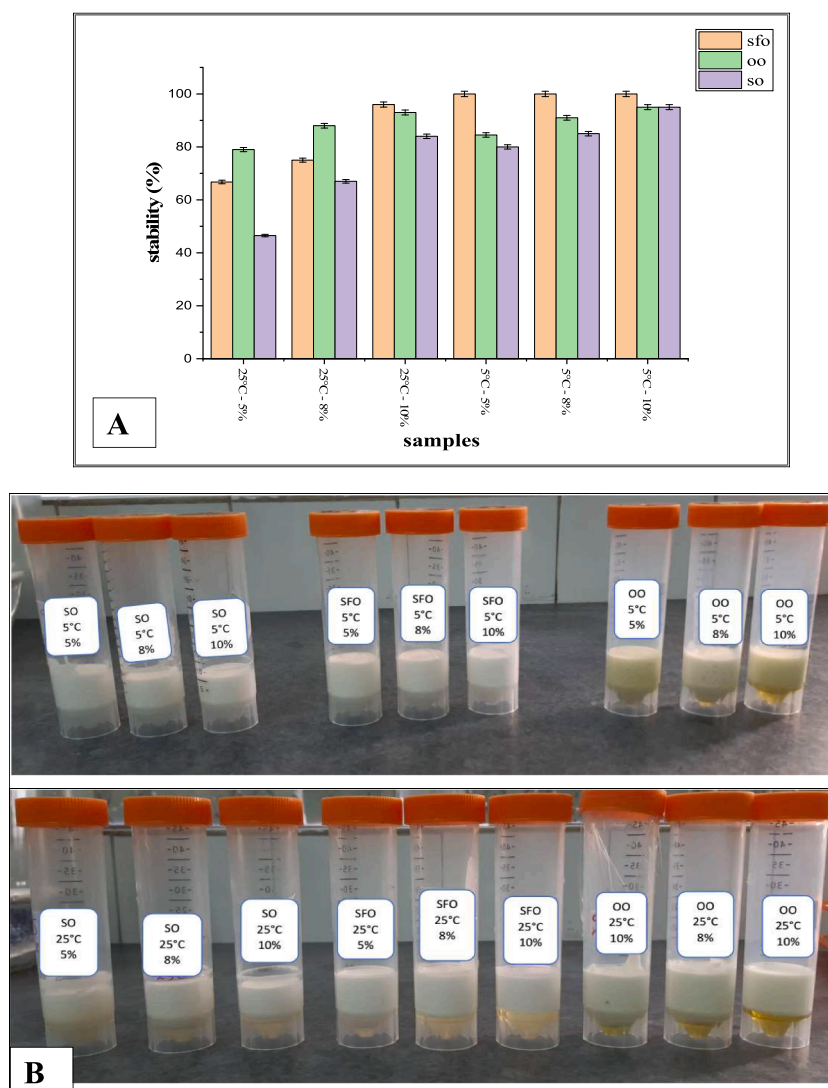 sfo
oo
so
100
80
60
40
20
0
stability (%)
25°C - 5%
25°C - 8%
25°C - 10%
5°C - 5%
5°C - 8%
5°C - 10%
samples
A
SO
5°C
5%
SO
5°C
8%
SO
5°C
10%
SFO
5°C
5%
SFO
5°C
8%
SFO
5°C
10%
OO
5°C
5%
OO
5°C
8%
OO
5°C
10%
SO
25°C
5%
SO
25°C
8%
SO
25°C
10%
SFO
25°C
5%
SFO
25°C
8%
SFO
25°C
10%
OO
25°C
10%
OO
25°C
8%
OO
25°C
10%
B